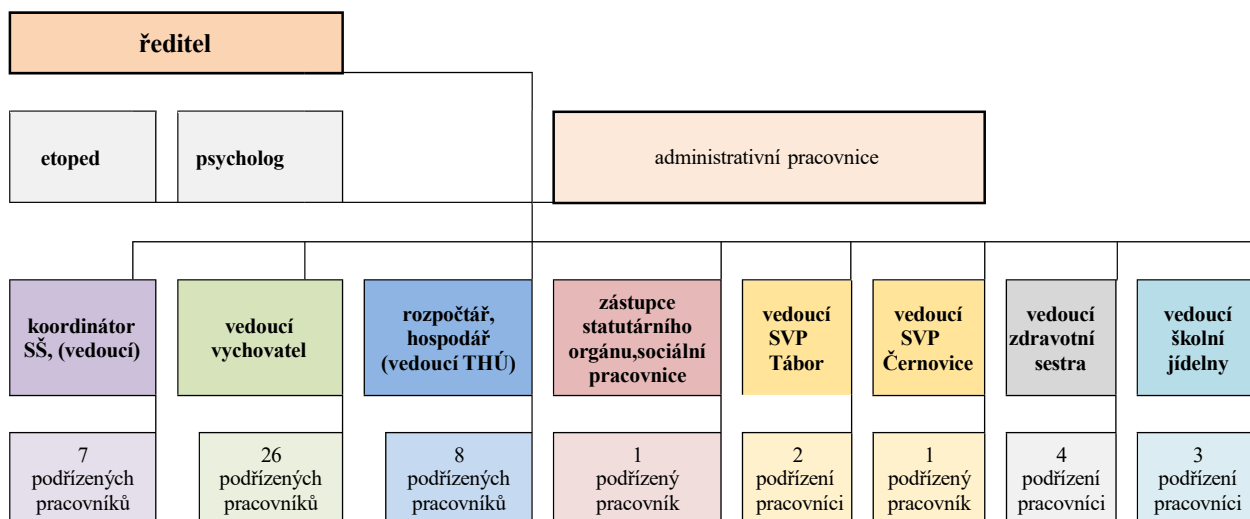 ředitel
etoped
psycholog
administrativní pracovnice
koordinátor
SŠ, (vedoucí)
vedoucí
vychovatel
rozpočtář,
hospodář
(vedoucí THÚ)
zástupce
statutárního
orgánu,sociální
pracovnice
vedoucí
SVP
Tábor
vedoucí
SVP
Černovice
vedoucí
zdravotní
sestra
vedoucí
školní
jídelny
7
podřízených
pracovníků
26
podřízených
pracovníků
8
podřízených
pracovníků
1
podřízený
pracovník
2
podřízení
pracovníci
1
podřízený
pracovník
4
podřízení
pracovníci
3
podřízení
pracovníci